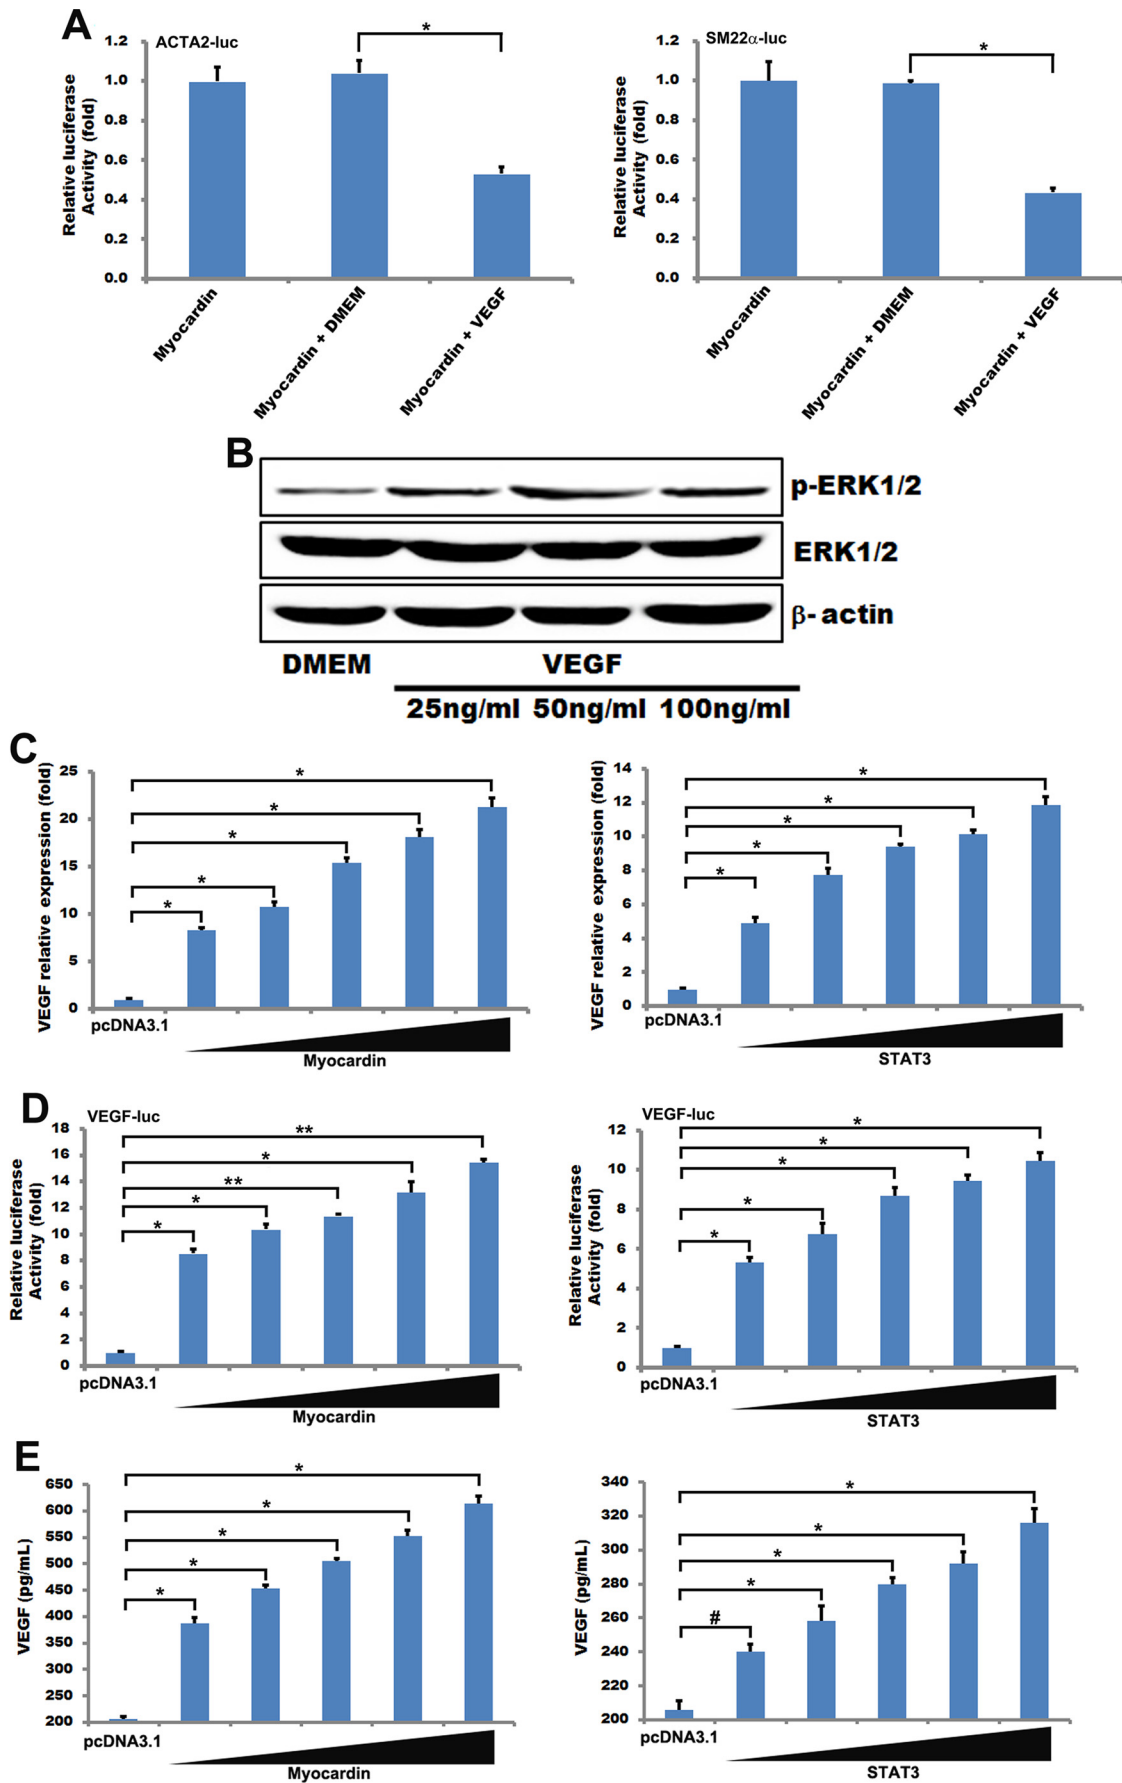 A
ACTA2-luc
Relative luciferase
Activity (fold)
1.2
1.0
0.8
0.6
0.4
0.2
0.0
*
Myocardin
Myocardin + DMEM
Myocardin + VEGF
SM22α-luc
Relative luciferase
Activity (fold)
1.2
1.0
0.8
0.6
0.4
0.2
0.0
*
Myocardin
Myocardin + DMEM
Myocardin + VEGF
B
p-ERK1/2
ERK1/2
β- actin
DMEM
VEGF
25ng/ml 50ng/ml 100ng/ml
C
VEGF relative expression (fold)
25
20
15
10
5
0
*
*
*
*
*
pcDNA3.1
Myocardin
VEGF relative expression (fold)
14
12
10
8
6
4
2
0
*
*
*
*
*
pcDNA3.1
STAT3
D
VEGF-luc
Relative luciferase
Activity (fold)
18
16
14
12
10
8
6
4
2
0
**
*
**
*
*
pcDNA3.1
Myocardin
VEGF-luc
Relative luciferase
Activity (fold)
12
10
8
6
4
2
0
*
*
*
*
*
pcDNA3.1
STAT3
E
VEGF (pg/mL)
650
600
550
500
450
400
350
300
250
200
*
*
*
*
*
pcDNA3.1
Myocardin
VEGF (pg/mL)
340
320
300
280
260
240
220
200
*
*
*
*
#
pcDNA3.1
STAT3